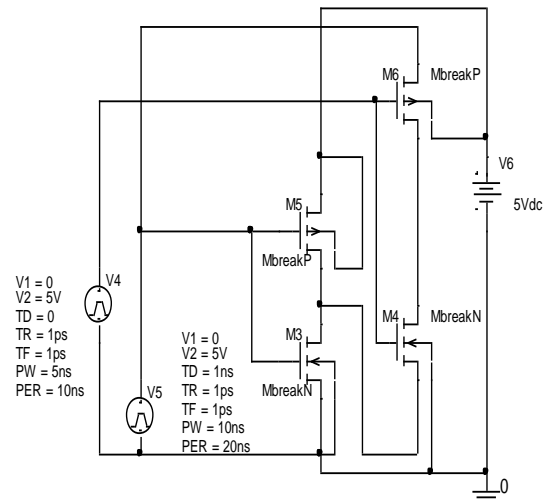 M6
MbreakP
V6
5Vdc
M5
MbreakP
V4
V1 = 0
V2 = 5V
TD = 0
TR = 1ps
TF = 1ps
PW = 5ns
PER = 10ns
M3
MbreakN
M4
MbreakN
V5
V1 = 0
V2 = 5V
TD = 1ns
TR = 1ps
TF = 1ps
PW = 10ns
PER = 20ns
0